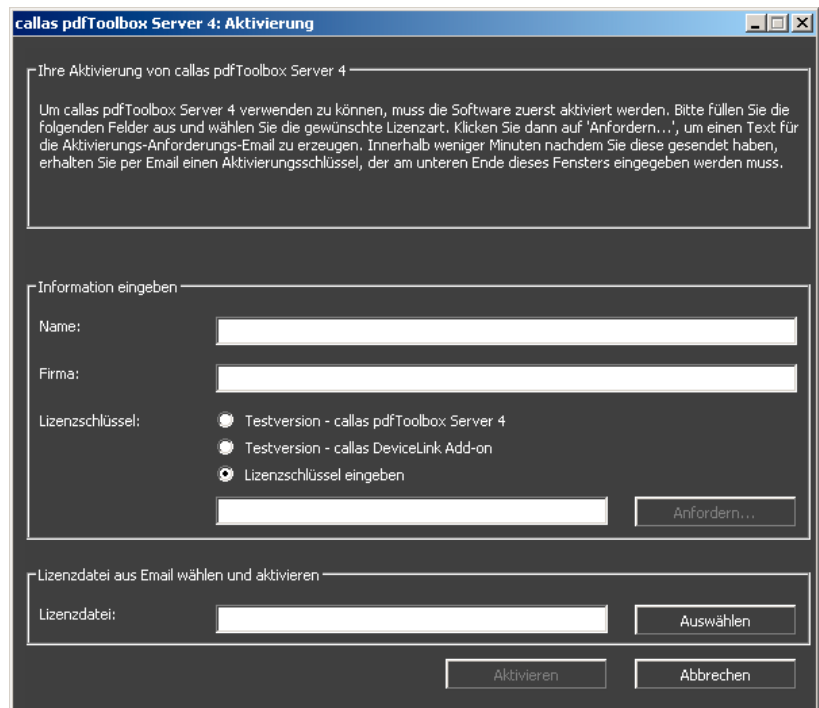 callas pdfToolbox Server 4: Aktivierung
Ihre Aktivierung von callas pdfToolbox Server 4
Um callas pdfToolbox Server 4 verwenden zu können, muss die Software zuerst aktiviert werden. Bitte füllen Sie die
folgenden Felder aus und wählen Sie die gewünschte Lizenzart. Klicken Sie dann auf 'Anfordern...', um einen Text für
die Aktivierungs-Anforderungs-Email zu erzeugen. Innerhalb weniger Minuten nachdem Sie diese gesendet haben,
erhalten Sie per Email einen Aktivierungsschlüssel, der am unteren Ende dieses Fensters eingegeben werden muss.
Information eingeben
Name:
Firma:
Lizenzschlüssel:
Testversion - callas pdfToolbox Server 4
Testversion - callas DeviceLink Add-on
Lizenzschlüssel eingeben
Anfordern...
Lizenzdatei aus Email wählen und aktivieren
Lizenzdatei:
Auswählen
Aktivieren
Abbrechen